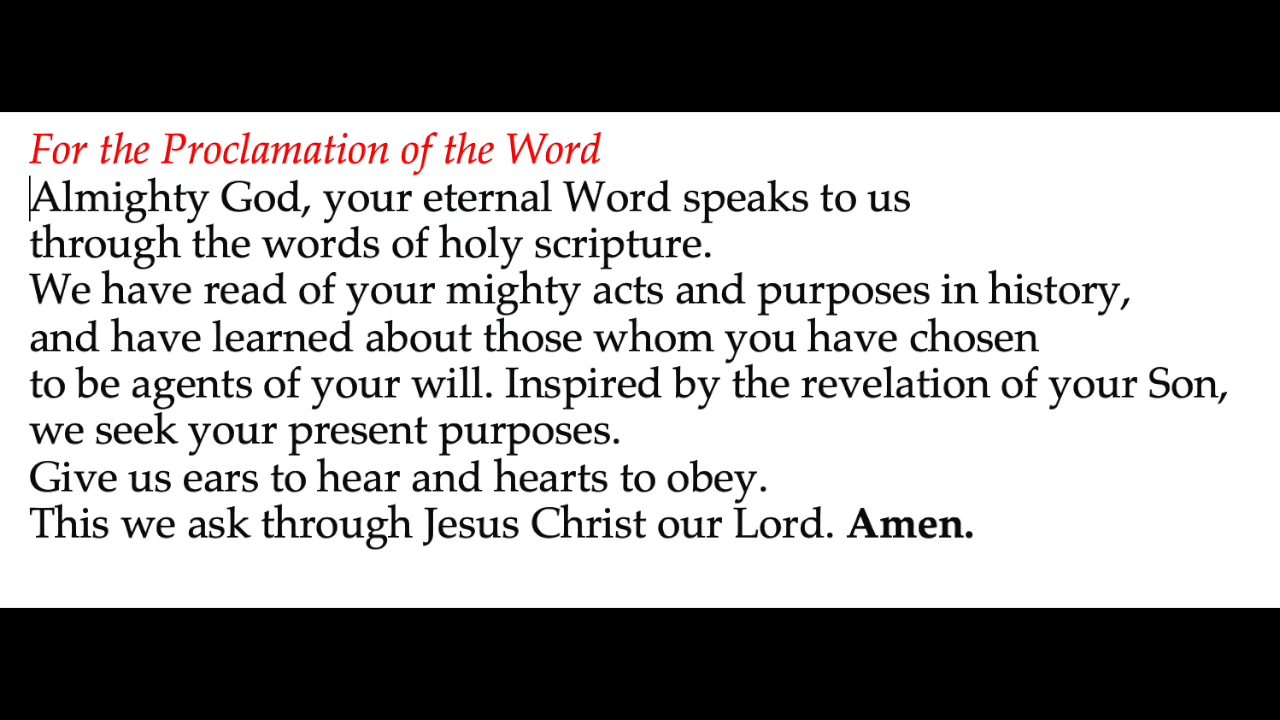 For the Proclamation of the Word
Almighty God, your eternal Word speaks to us
through the words of holy scripture.
We have read of your mighty acts and purposes in history,
and have learned about those whom you have chosen
to be agents of your will. Inspired by the revelation of your Son,
we seek your present purposes.
Give us ears to hear and hearts to obey.
This we ask through Jesus Christ our Lord. Amen.